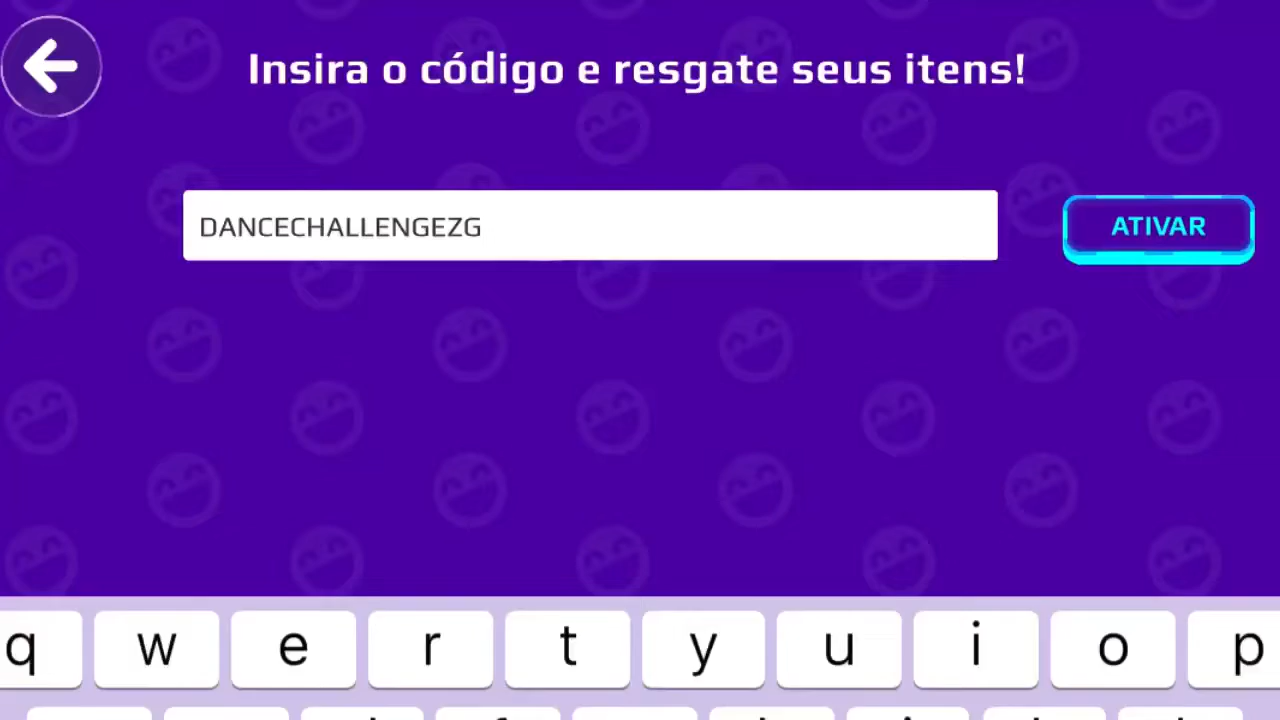 Insira o código e resgate seus itens!
DANCECHALLENGEZG
ATIVAR
q w e r t y u i o p